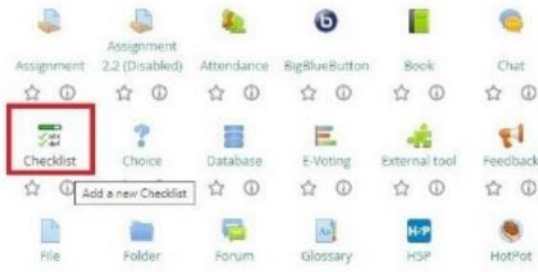 Assignment
Assignment 2.2 (Disabled)
Attendance
BigBlueButton
Book
Chat
Checklist
Choice
Database
E-Voting
External tool
Feedback
Add a new Checklist
File
Folder
Forum
Glossary
H5P
HotPot